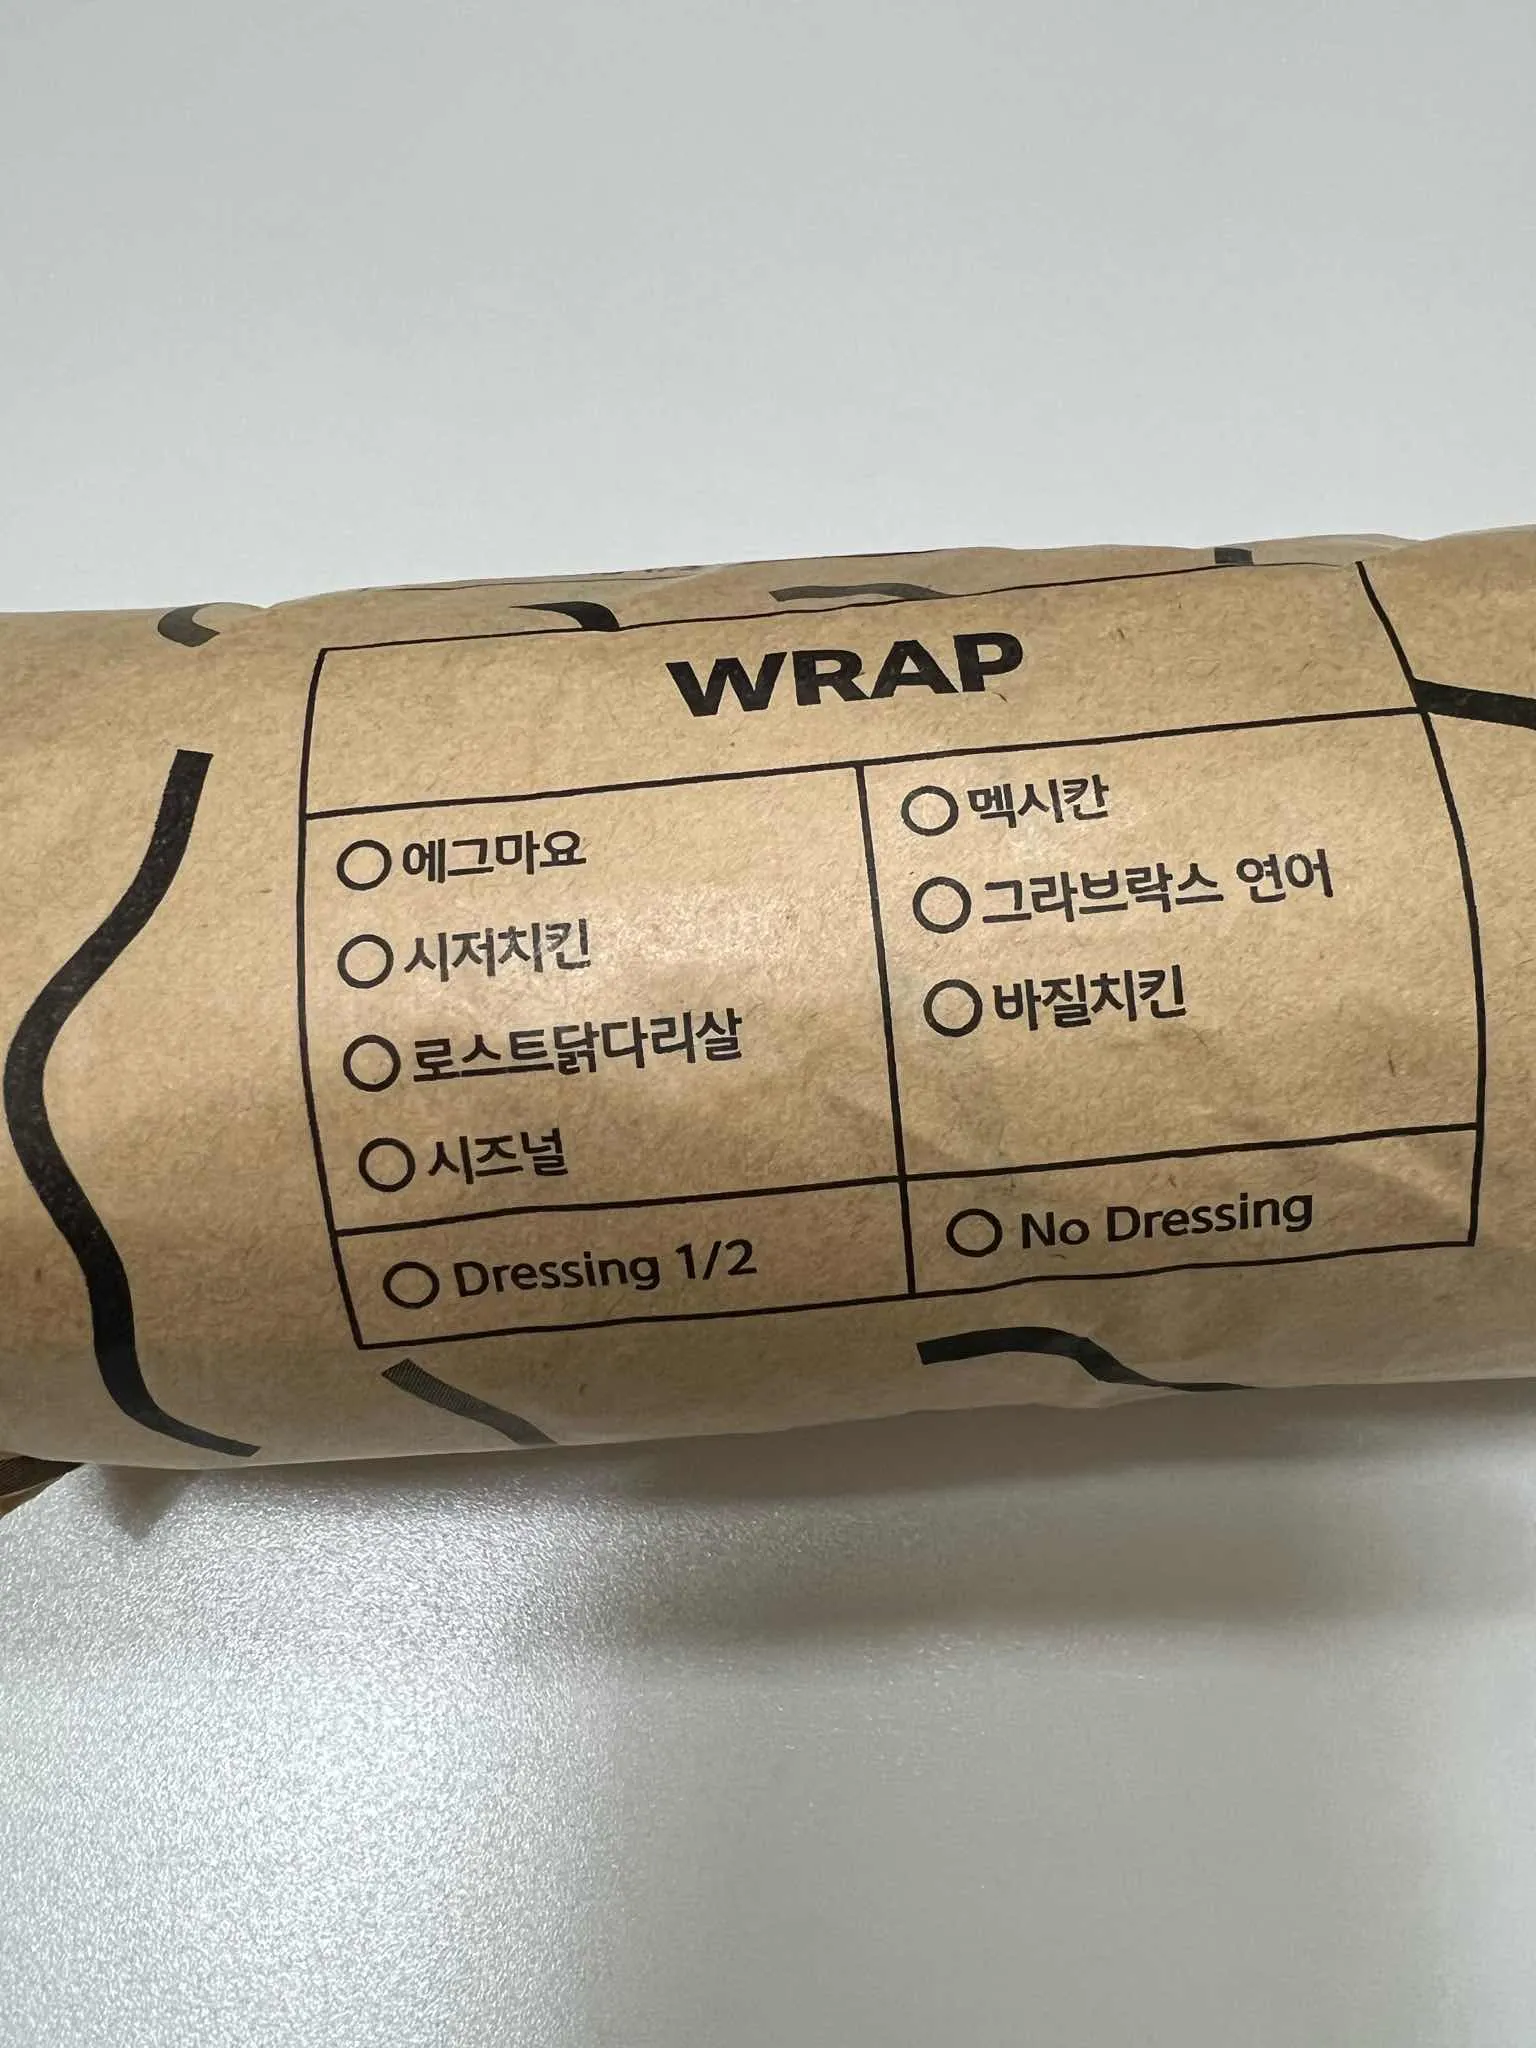 WRAP
에그마요
시저치킨
로스트닭다리살
시즈널
멕시칸
그라브락스 연어
바질치킨
Dressing 1/2
No Dressing